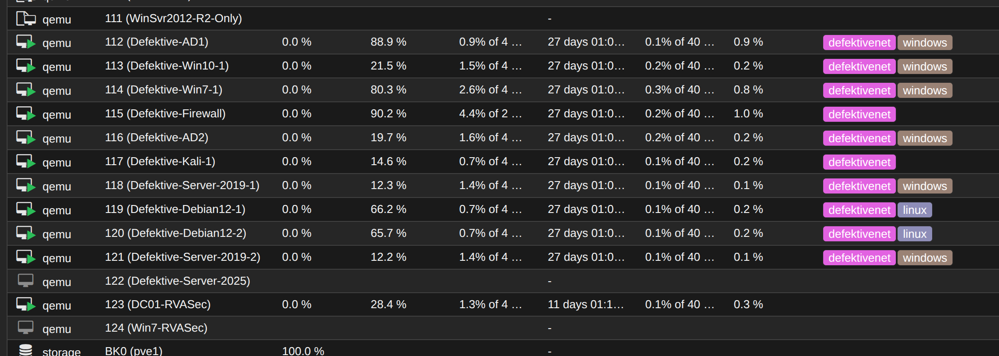 qemu 111 (WinSvr2012-R2-Only) -
qemu 112 (Defektive-AD1) 0.0 % 88.9 % 0.9% of 4 … 27 days 01:0… 0.1% of 40 … 0.9 % defektivenet windows
qemu 113 (Defektive-Win10-1) 0.0 % 21.5 % 1.5% of 4 … 27 days 01:0… 0.2% of 40 … 0.2 % defektivenet windows
qemu 114 (Defektive-Win7-1) 0.0 % 80.3 % 2.6% of 4 … 27 days 01:0… 0.3% of 40 … 0.8 % defektivenet windows
qemu 115 (Defektive-Firewall) 0.0 % 90.2 % 4.4% of 2 … 27 days 01:0… 0.2% of 40 … 1.0 % defektivenet
qemu 116 (Defektive-AD2) 0.0 % 19.7 % 1.6% of 4 … 27 days 01:0… 0.2% of 40 … 0.2 % defektivenet windows
qemu 117 (Defektive-Kali-1) 0.0 % 14.6 % 0.7% of 4 … 27 days 01:0… 0.1% of 40 … 0.2 % defektivenet
qemu 118 (Defektive-Server-2019-1) 0.0 % 12.3 % 1.4% of 4 … 27 days 01:0… 0.1% of 40 … 0.1 % defektivenet windows
qemu 119 (Defektive-Debian12-1) 0.0 % 66.2 % 0.7% of 4 … 27 days 01:0… 0.1% of 40 … 0.2 % defektivenet linux
qemu 120 (Defektive-Debian12-2) 0.0 % 65.7 % 0.7% of 4 … 27 days 01:0… 0.1% of 40 … 0.2 % defektivenet linux
qemu 121 (Defektive-Server-2019-2) 0.0 % 12.2 % 1.4% of 4 … 27 days 01:0… 0.1% of 40 … 0.1 % defektivenet windows
qemu 122 (Defektive-Server-2025) -
qemu 123 (DC01-RVASec) 0.0 % 28.4 % 1.3% of 4 … 11 days 01:1… 0.1% of 40 … 0.3 %
qemu 124 (Win7-RVASec) -
storage BK0 (pve1) 100.0 % -